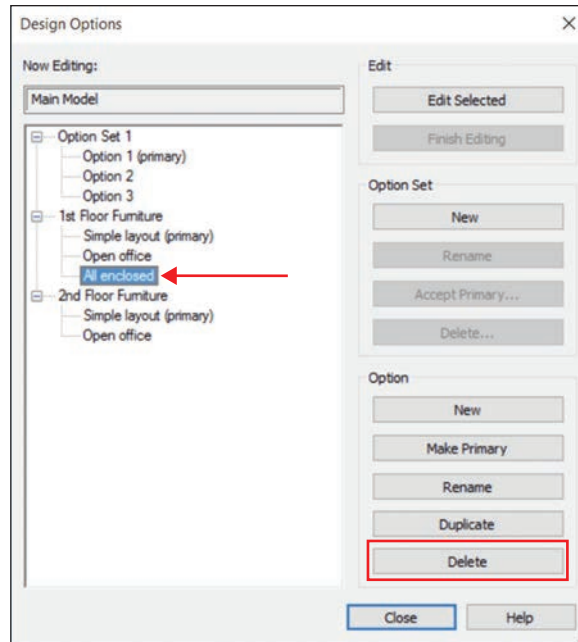 Design Options
Now Editing:
Main Model
Option Set 1
Option 1 (primary)
Option 2
Option 3
1st Floor Furniture
Simple layout (primary)
Open office
All enclosed
2nd Floor Furniture
Simple layout (primary)
Open office
Edit
Edit Selected
Finish Editing
Option Set
New
Rename
Accept Primary...
Delete...
Option
New
Make Primary
Rename
Duplicate
Delete
Close
Help